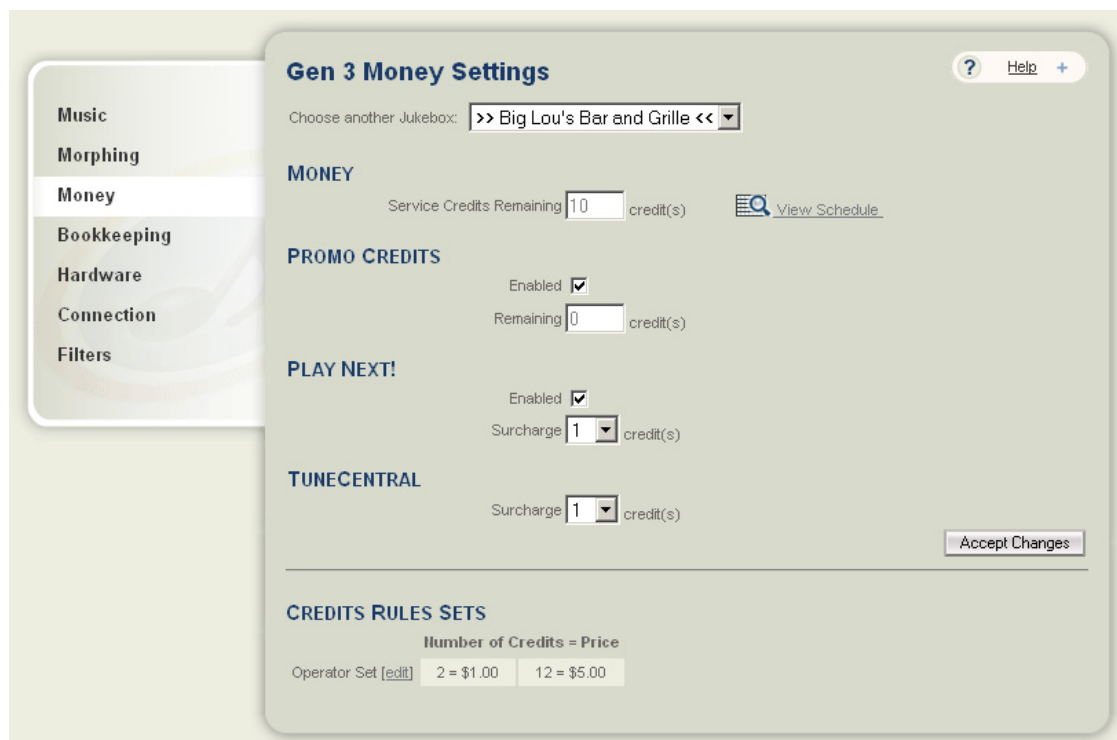 Gen 3 Money Settings
? Help +
Choose another Jukebox: >> Big Lou's Bar and Grille <<
Music
Morphing
Money
Bookkeeping
Hardware
Connection
Filters
MONEY
Service Credits Remaining 10 credit(s) View Schedule
PROMO CREDITS
Enabled
Remaining 0 credit(s)
PLAY NEXT!
Enabled
Surcharge 1 credit(s)
TUNECENTRAL
Surcharge 1 credit(s)
Accept Changes
CREDITS RULES SETS
Number of Credits = Price
Operator Set [edit] 2 = $1.00 12 = $5.00